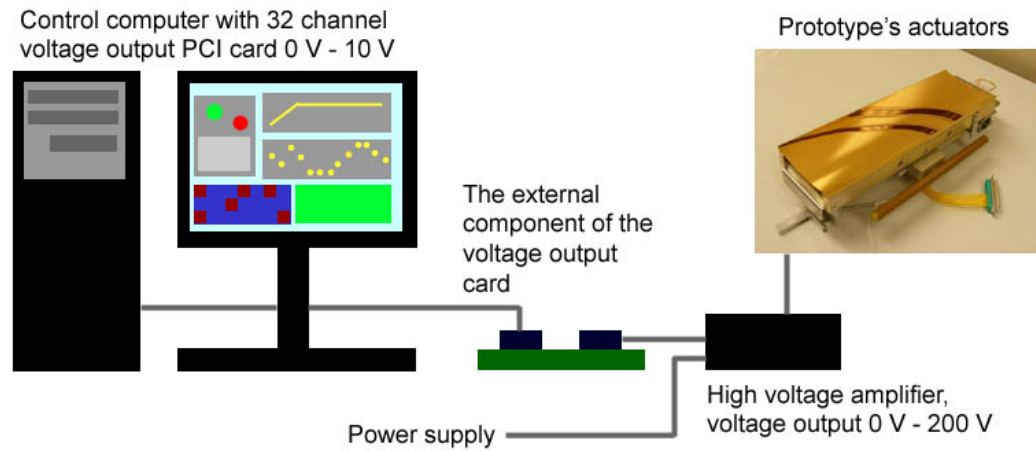 Control computer with 32 channel
voltage output PCI card 0 V - 10 V
Prototype's actuators
The external
component of the
voltage output
card
High voltage amplifier,
voltage output 0 V - 200 V
Power supply